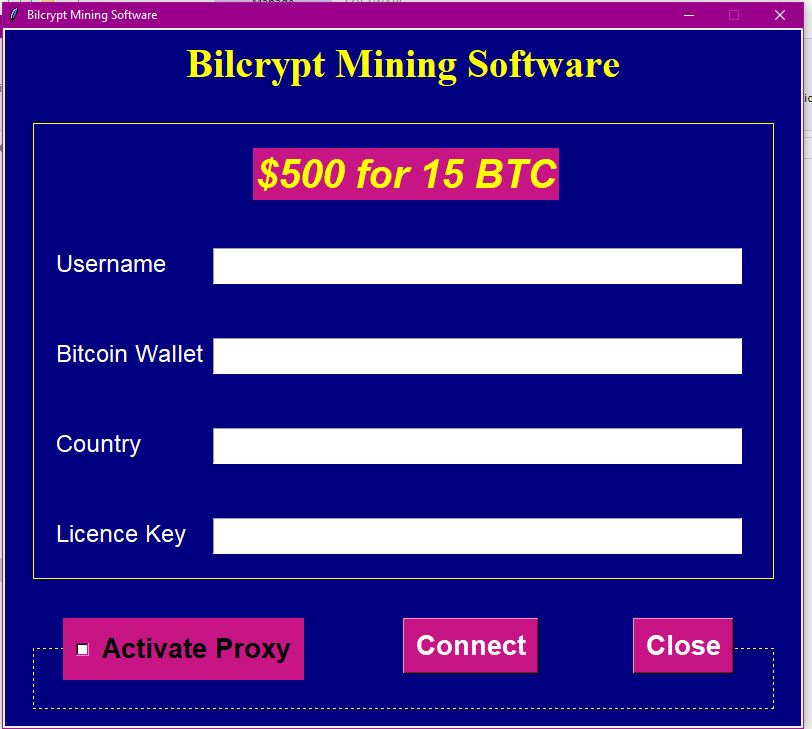 Bilcrypt Mining Software
Bilcrypt Mining Software
$500 for 15 BTC
Username
Bitcoin Wallet
Country
Licence Key
Activate Proxy
Connect
Close